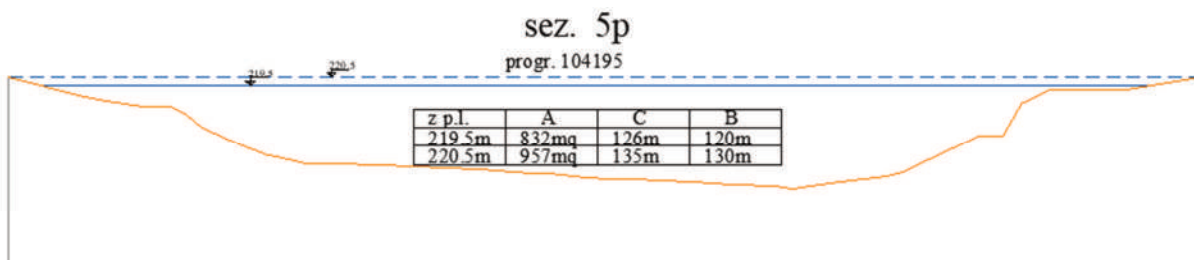 sez. 5p
progr. 104195
219,5
220,5
z p.l. A C B
219.5m 832mq 126m 120m
220.5m 957mq 135m 130m